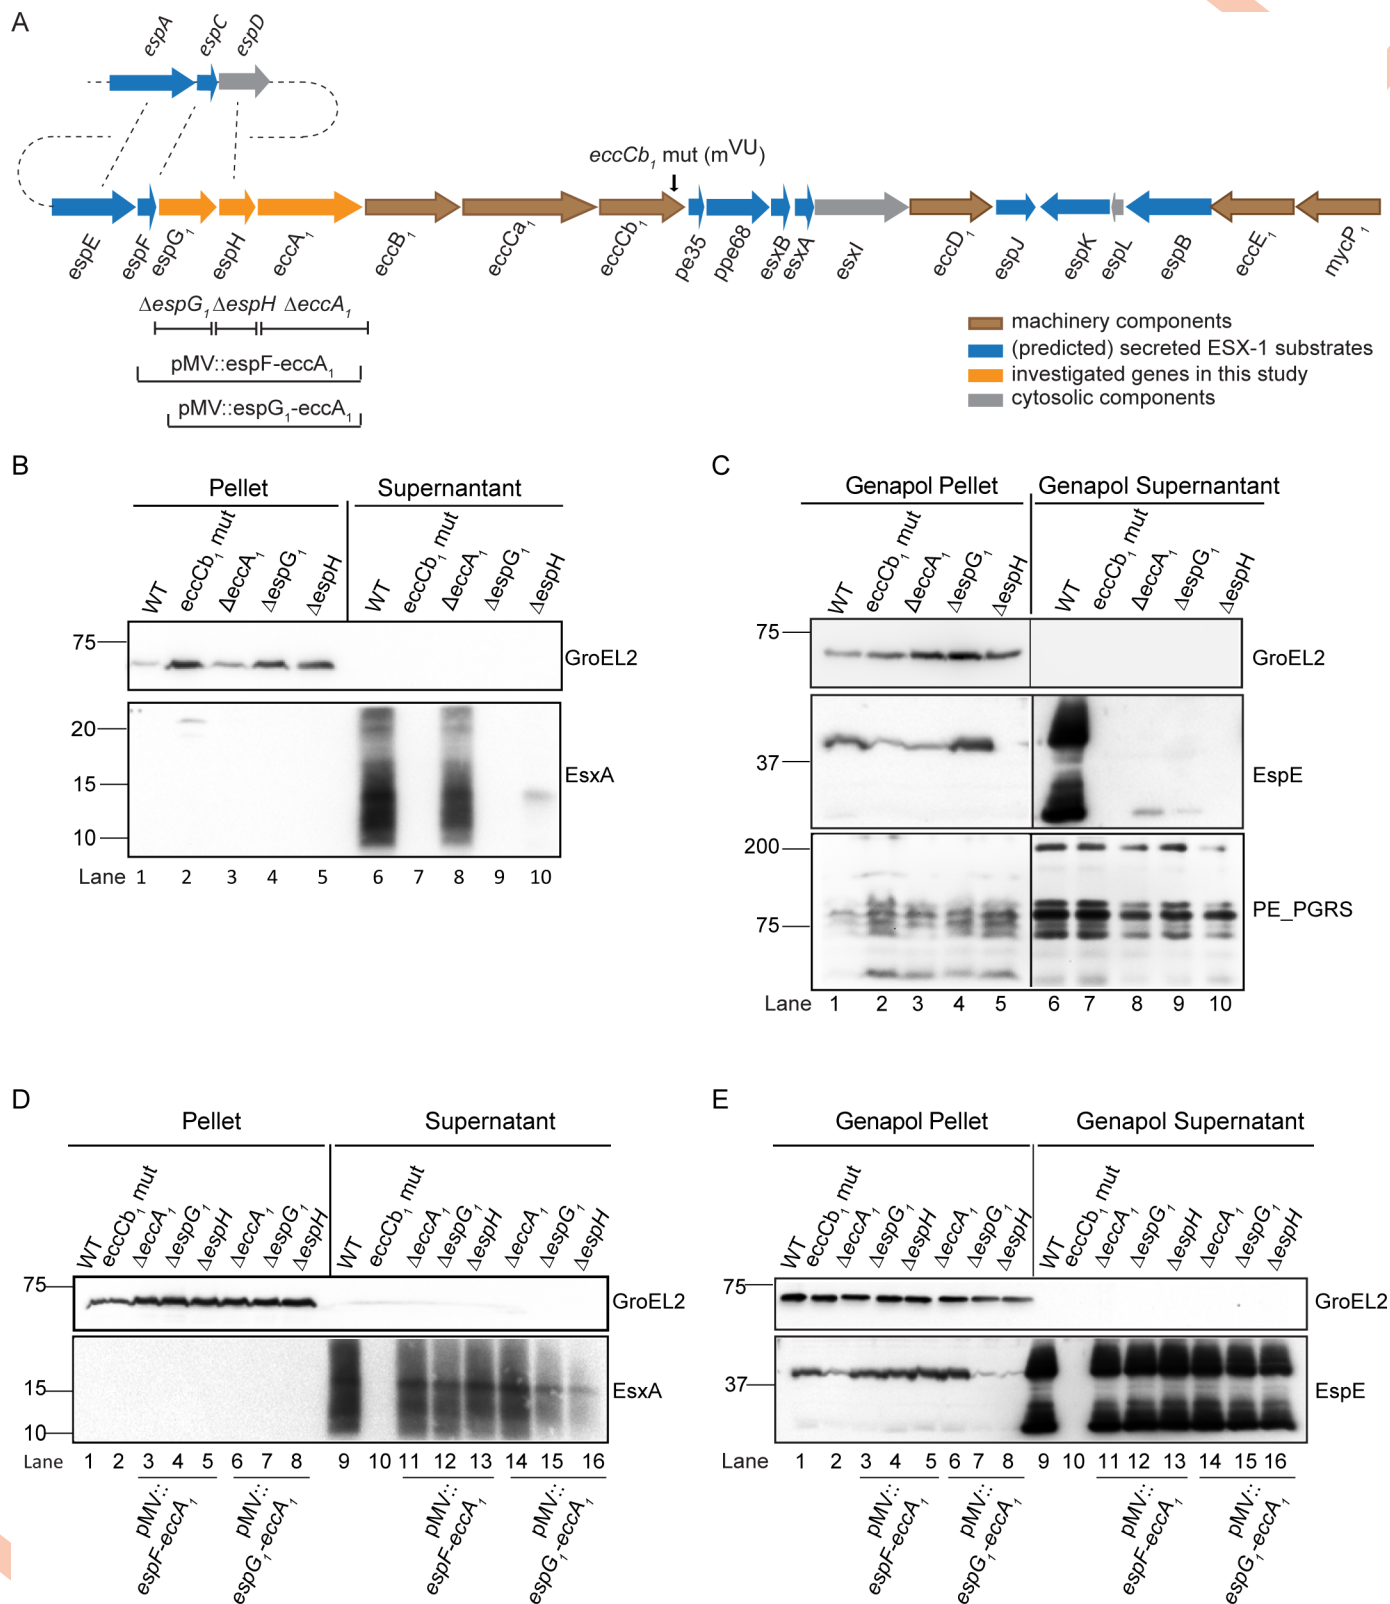 A
espA espC espD
eccCb1 mut (mVU)
espE espF espG1 espH eccA1 eccB1 eccCa1 eccCb1 pe35 ppe68 esxB esxA esxI eccD1 espJ espK espL espB eccE1 mycP1
ΔespG1 ΔespH ΔeccA1
pMV::espF-eccA1
pMV::espG1-eccA1
machinery components
(predicted) secreted ESX-1 substrates
investigated genes in this study
cytosolic components
B
Pellet Supernantant
WT eccCb1 mut ΔeccA1 ΔespG1 ΔespH WT eccCb1 mut ΔeccA1 ΔespG1 ΔespH
75 GroEL2
20
15 EsxA
10
Lane 1 2 3 4 5 6 7 8 9 10
C
Genapol Pellet Genapol Supernantant
WT eccCb1 mut ΔeccA1 ΔespG1 ΔespH WT eccCb1 mut ΔeccA1 ΔespG1 ΔespH
75 GroEL2
37 EspE
200
PE_PGRS
75
Lane 1 2 3 4 5 6 7 8 9 10
D
Pellet Supernatant
WT eccCb1 mut ΔeccA1 ΔespG1 ΔespH ΔeccA1 ΔespG1 ΔespH WT eccCb1 mut ΔeccA1 ΔespG1 ΔespH ΔeccA1 ΔespG1 ΔespH
75 GroEL2
15 EsxA
10
Lane 1 2 3 4 5 6 7 8 9 10 11 12 13 14 15 16
pMV:: espF-eccA1 pMV:: espG1-eccA1 pMV:: espF-eccA1 pMV:: espG1-eccA1
E
Genapol Pellet Genapol Supernatant
WT eccCb1 mut ΔeccA1 ΔespG1 ΔespH ΔeccA1 ΔespG1 ΔespH WT eccCb1 mut ΔeccA1 ΔespG1 ΔespH ΔeccA1 ΔespG1 ΔespH
75 GroEL2
37 EspE
Lane 1 2 3 4 5 6 7 8 9 10 11 12 13 14 15 16
pMV:: espF-eccA1 pMV:: espG1-eccA1 pMV:: espF-eccA1 pMV:: espG1-eccA1